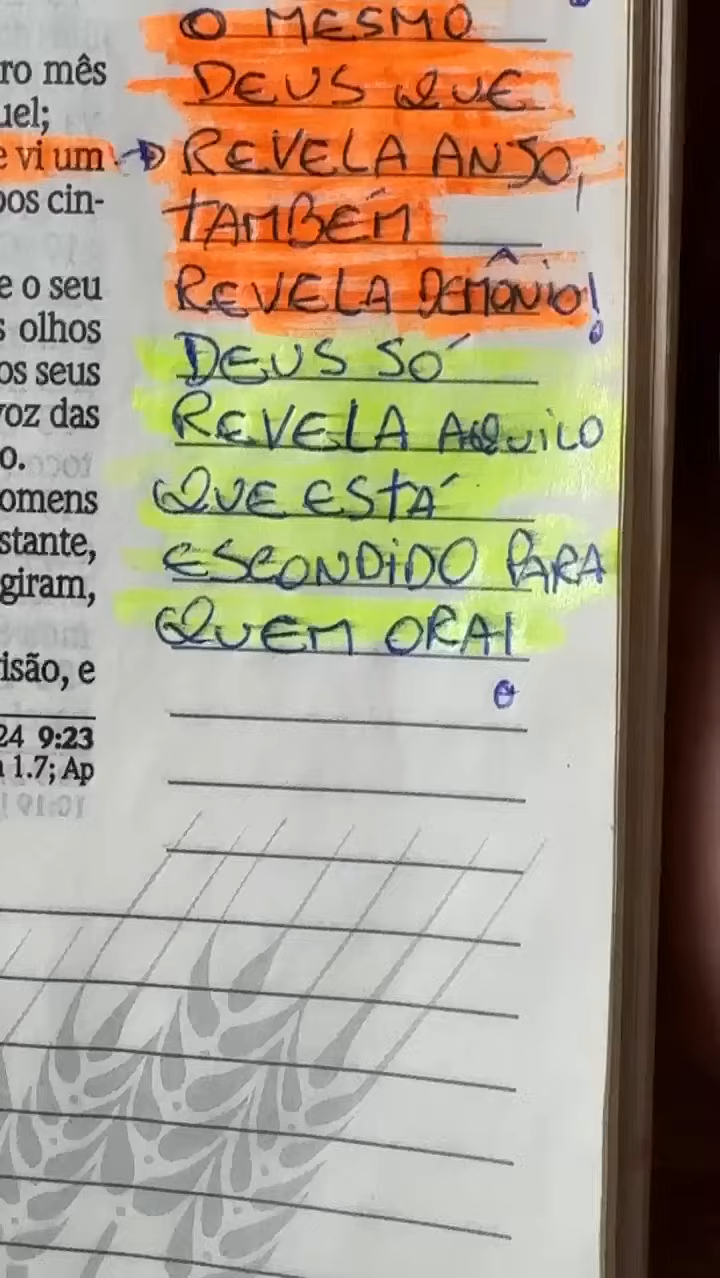 O MESMO
DEUS QUE
REVELA ANJO,
TAMBÉM
REVELA DEMÔNIO!
DEUS SÓ
REVELA AQUILO
QUE ESTÁ
ESCONDIDO PARA
QUEM ORA!
ro mês
uel;
e vi um
os cin-
e o seu
s olhos
os seus
voz das
o.
omens
stante,
giram,
isão, e
24 9:23
1.7; Ap